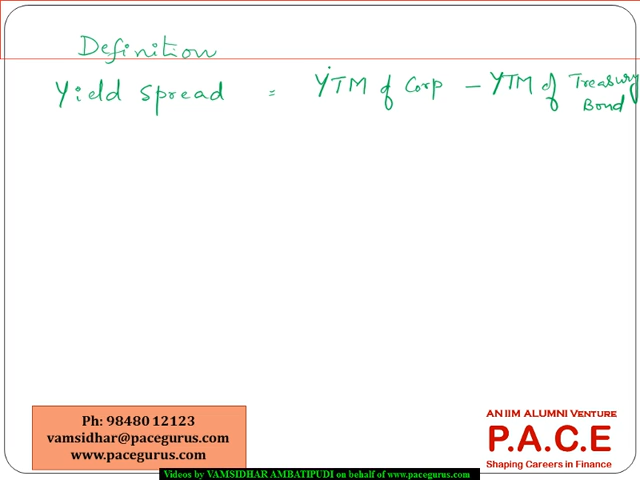 Definition
Yield Spread = YTM of Corp – YTM of Treasury
Bond
Ph: 98480 12123
vamsidhar@pacegurus.com
www.pacegurus.com
AN IIM ALUMNI VENTURE
P.A.C.E
Shaping Careers in Finance
Videos by VAMSIDHAR AMBATIPUDI on behalf of www.pacegurus.com